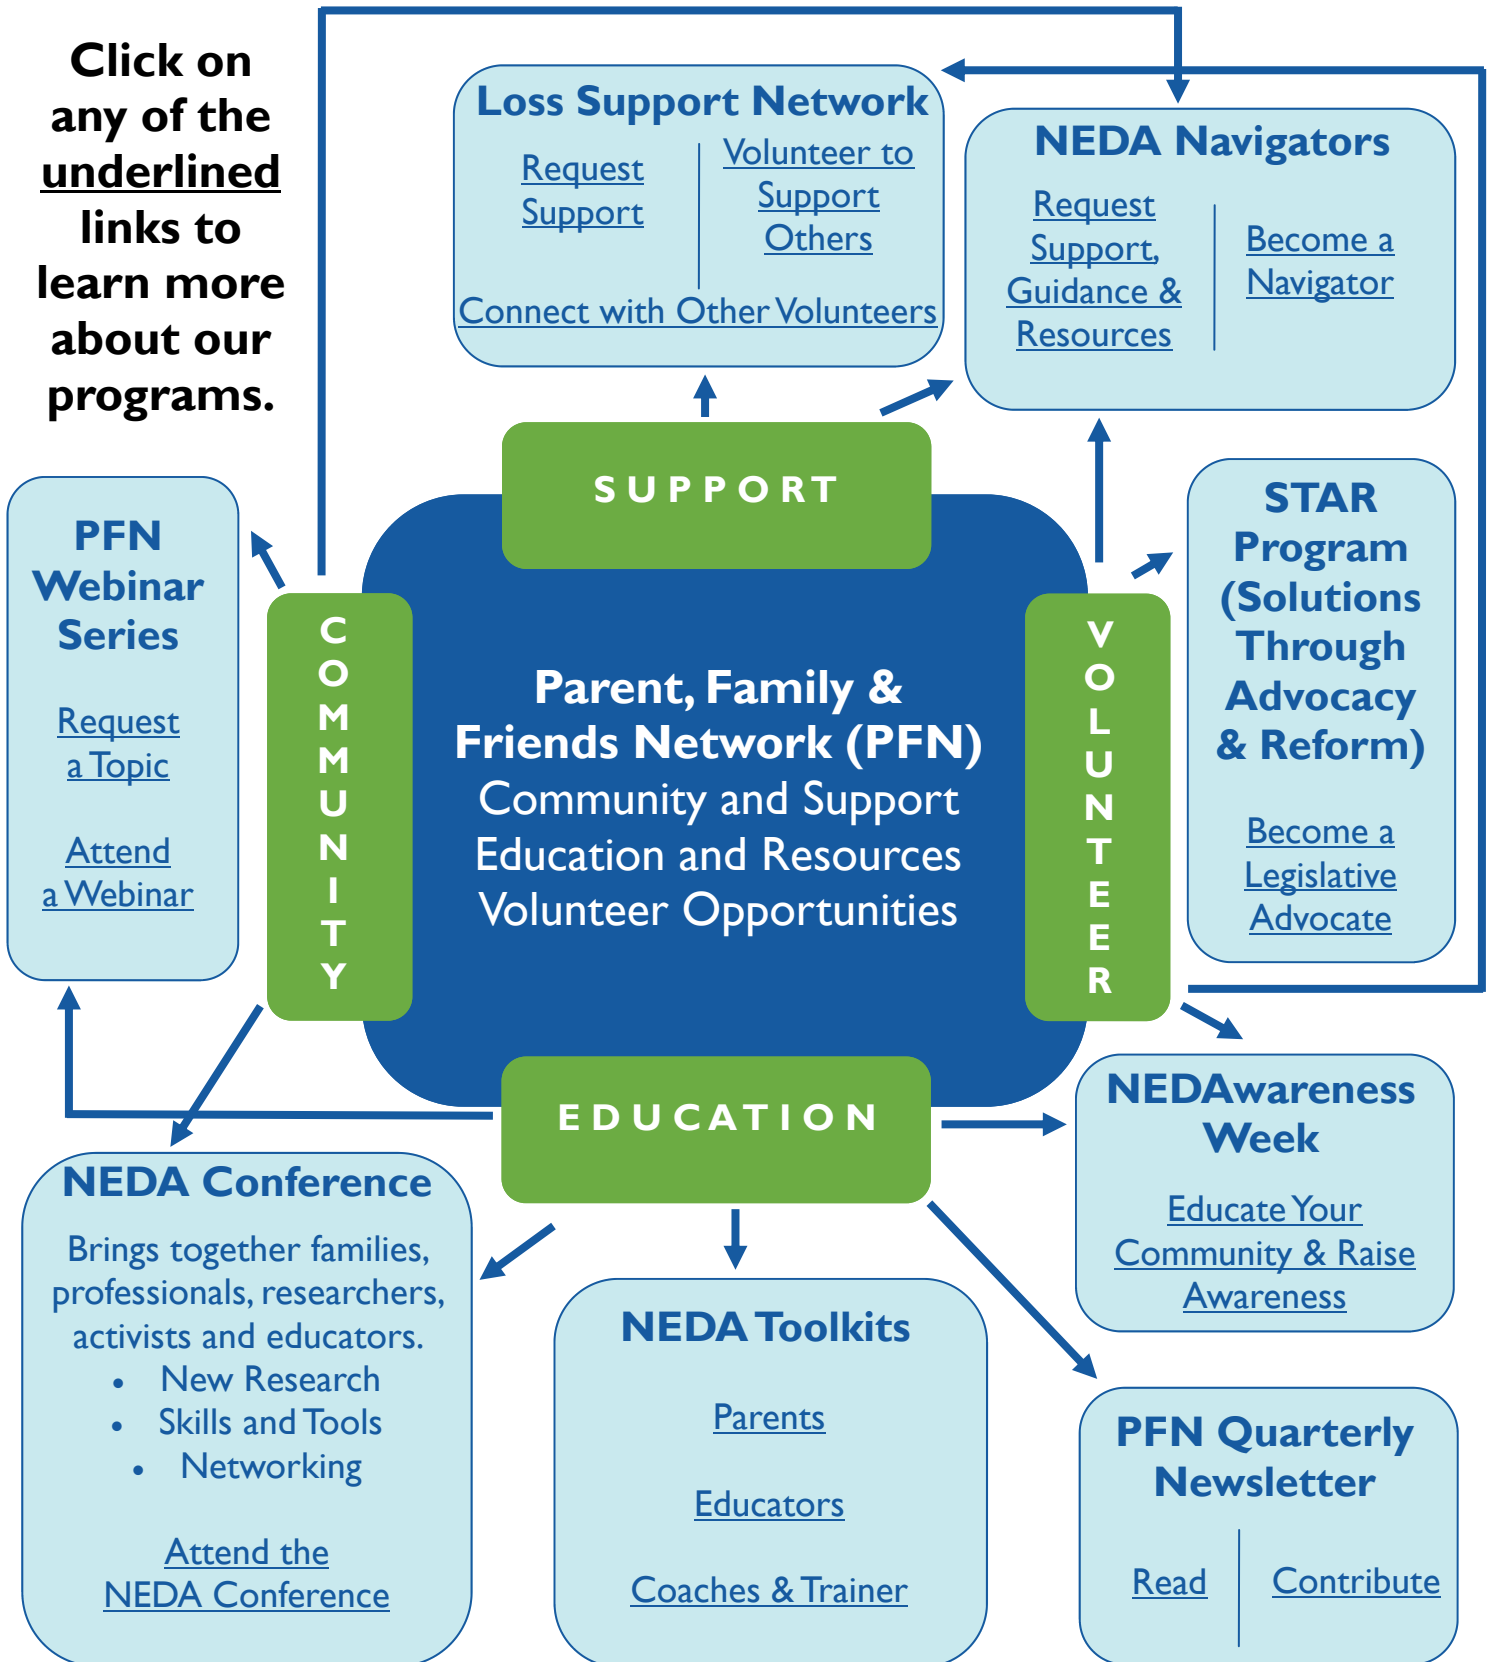 Click on
any of the
underlined
links to
learn more
about our
programs.
Loss Support Network
Request
Support
Volunteer to
Support
Others
Connect with Other Volunteers
NEDA Navigators
Request
Support,
Guidance &
Resources
Become a
Navigator
SUPPORT
PFN
Webinar
Series
Request
a Topic
Attend
a Webinar
COMMUNITY
Parent, Family &
Friends Network (PFN)
Community and Support
Education and Resources
Volunteer Opportunities
VOLUNTEER
STAR
Program
(Solutions
Through
Advocacy
& Reform)
Become a
Legislative
Advocate
EDUCATION
NEDAwareness
Week
Educate Your
Community & Raise
Awareness
NEDA Conference
Brings together families,
professionals, researchers,
activists and educators.
• New Research
• Skills and Tools
• Networking
Attend the
NEDA Conference
NEDA Toolkits
Parents
Educators
Coaches & Trainer
PFN Quarterly
Newsletter
Read
Contribute